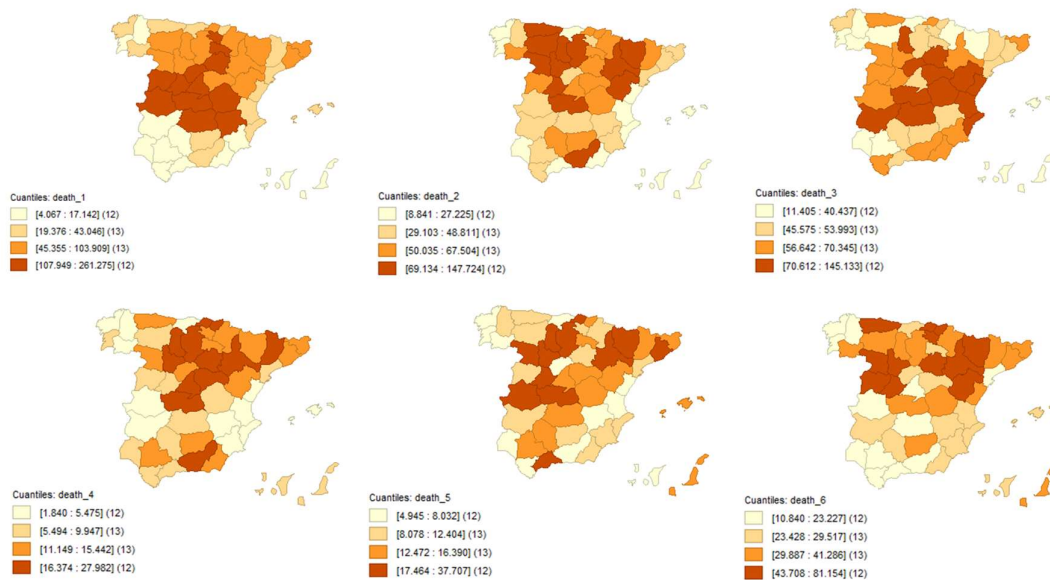 Cuantiles: death_1
[4.067 : 17.142] (12)
[19.376 : 43.046] (13)
[45.355 : 103.909] (13)
[107.949 : 261.275] (12)
Cuantiles: death_2
[8.841 : 27.225] (12)
[29.103 : 48.811] (13)
[50.035 : 67.504] (13)
[69.134 : 147.724] (12)
Cuantiles: death_3
[11.405 : 40.437] (12)
[45.575 : 53.993] (13)
[56.642 : 70.345] (13)
[70.612 : 145.133] (12)
Cuantiles: death_4
[1.840 : 5.475] (12)
[5.494 : 9.947] (13)
[11.149 : 15.442] (13)
[16.374 : 27.982] (12)
Cuantiles: death_5
[4.945 : 8.032] (12)
[8.078 : 12.404] (13)
[12.472 : 16.390] (13)
[17.464 : 37.707] (12)
Cuantiles: death_6
[10.840 : 23.227] (12)
[23.428 : 29.517] (13)
[29.887 : 41.286] (13)
[43.708 : 81.154] (12)